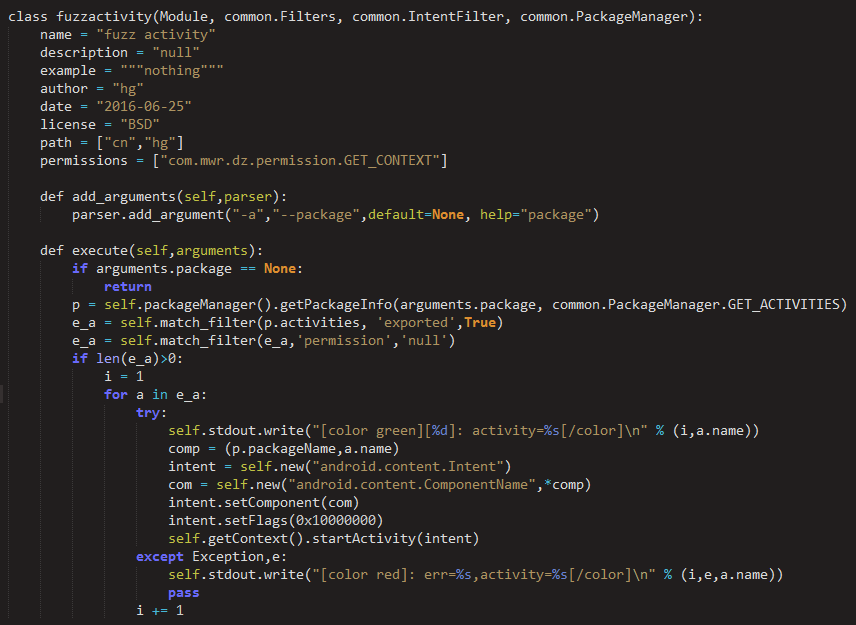 class fuzzactivity(Module, common.Filters, common.IntentFilter, common.PackageManager):
    name = "fuzz activity"
    description = "null"
    example = """nothing"""
    author = "hg"
    date = "2016-06-25"
    license = "BSD"
    path = ["cn","hg"]
    permissions = ["com.mwr.dz.permission.GET_CONTEXT"]

    def add_arguments(self,parser):
        parser.add_argument("-a","--package",default=None, help="package")

    def execute(self,arguments):
        if arguments.package == None:
            return
        p = self.packageManager().getPackageInfo(arguments.package, common.PackageManager.GET_ACTIVITIES)
        e_a = self.match_filter(p.activities, 'exported',True)
        e_a = self.match_filter(e_a,'permission','null')
        if len(e_a)>0:
            i = 1
            for a in e_a:
                try:
                    self.stdout.write("[color green][%d]: activity=%s[/color]\n" % (i,a.name))
                    comp = (p.packageName,a.name)
                    intent = self.new("android.content.Intent")
                    com = self.new("android.content.ComponentName",*comp)
                    intent.setComponent(com)
                    intent.setFlags(0x10000000)
                    self.getContext().startActivity(intent)
                except Exception,e:
                    self.stdout.write("[color red]: err=%s,activity=%s[/color]\n" % (i,e,a.name))
                    pass
                i += 1